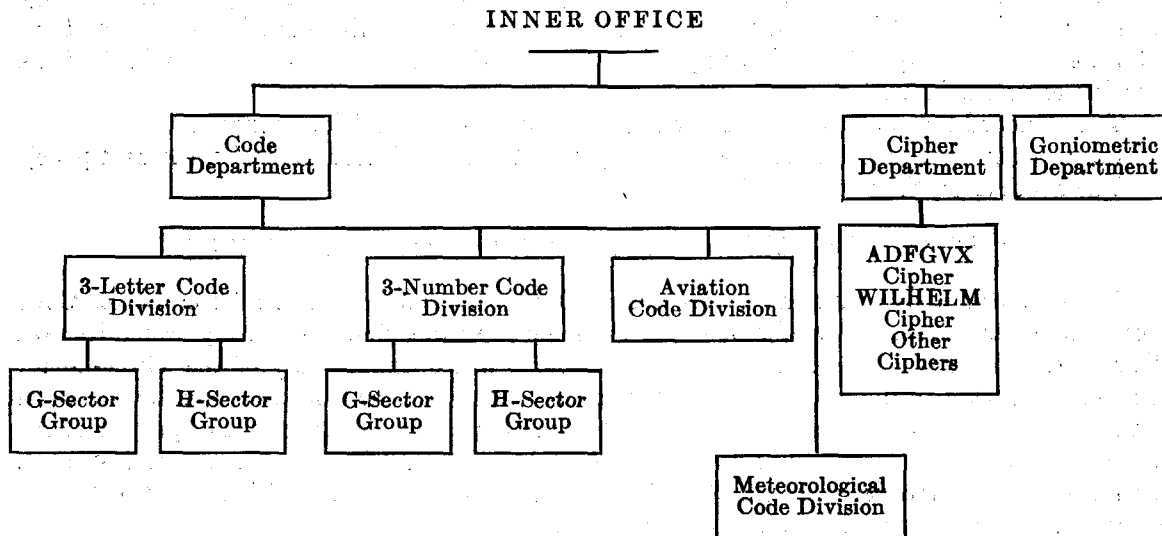 INNER OFFICE
Code
Department
Cipher
Department
Goniometric
Department
3-Letter Code
Division
3-Number Code
Division
Aviation
Code Division
ADFGVX
Cipher
WILHELM
Cipher
Other
Ciphers
G-Sector
Group
H-Sector
Group
G-Sector
Group
H-Sector
Group
Meteorological
Code Division